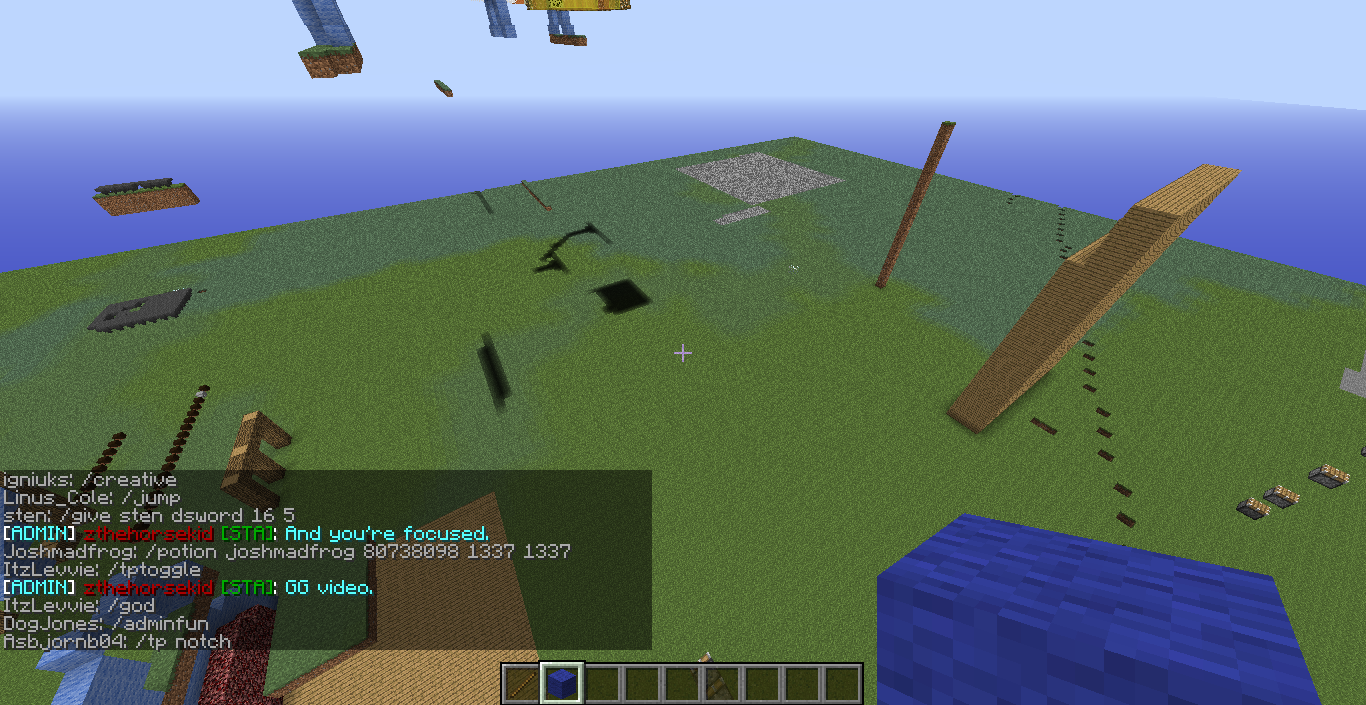 igniuks: /creative
Linus_Cole: /jump
sten: /give sten dsword 16 5
[ADMIN] zthehorsekid [STA]: And you're focused.
Joshmadfrog: /potion joshmadfrog 80738098 1337 1337
ItzLevvie: /tptoggle
[ADMIN] zthehorsekid [STA]: GG video.
ItzLevvie: /god
DogJones: /adminfun
Asbjornb04: /tp notch